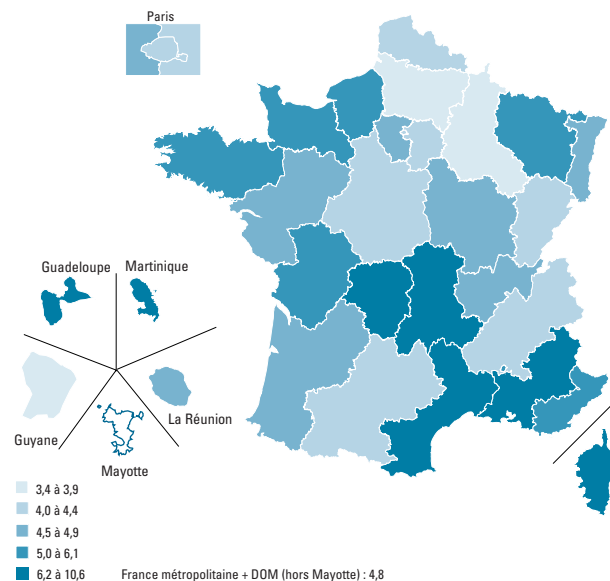 Paris
Guadeloupe
Martinique
La Réunion
Guyane
Mayotte
3,4 à 3,9
4,0 à 4,4
4,5 à 4,9
5,0 à 6,1
6,2 à 10,6
France métropolitaine + DOM (hors Mayotte) : 4,8